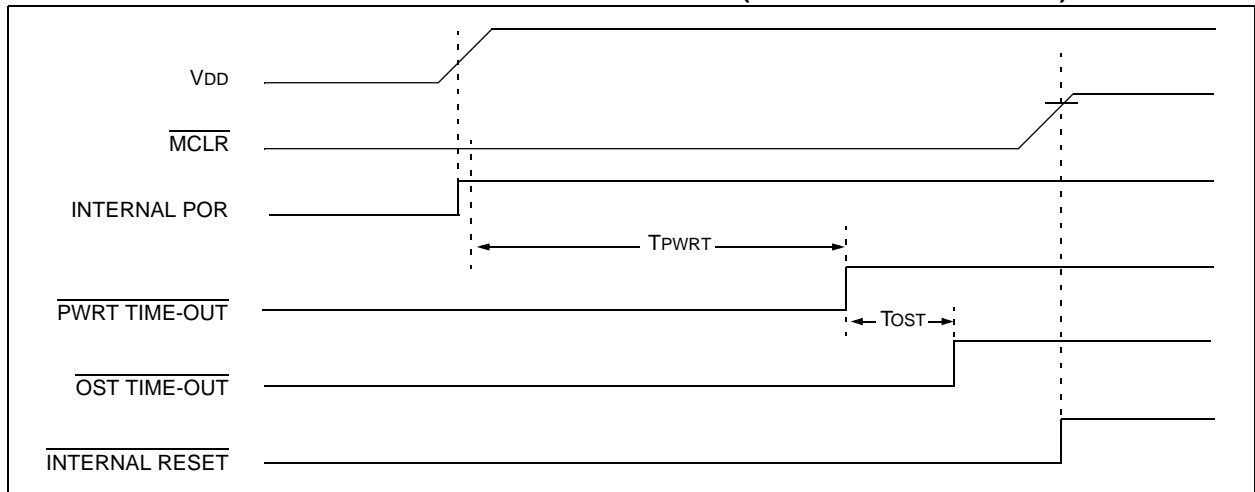 VDD
MCLR
INTERNAL POR
TPWRT
PWRT TIME-OUT
TOST
OST TIME-OUT
INTERNAL RESET